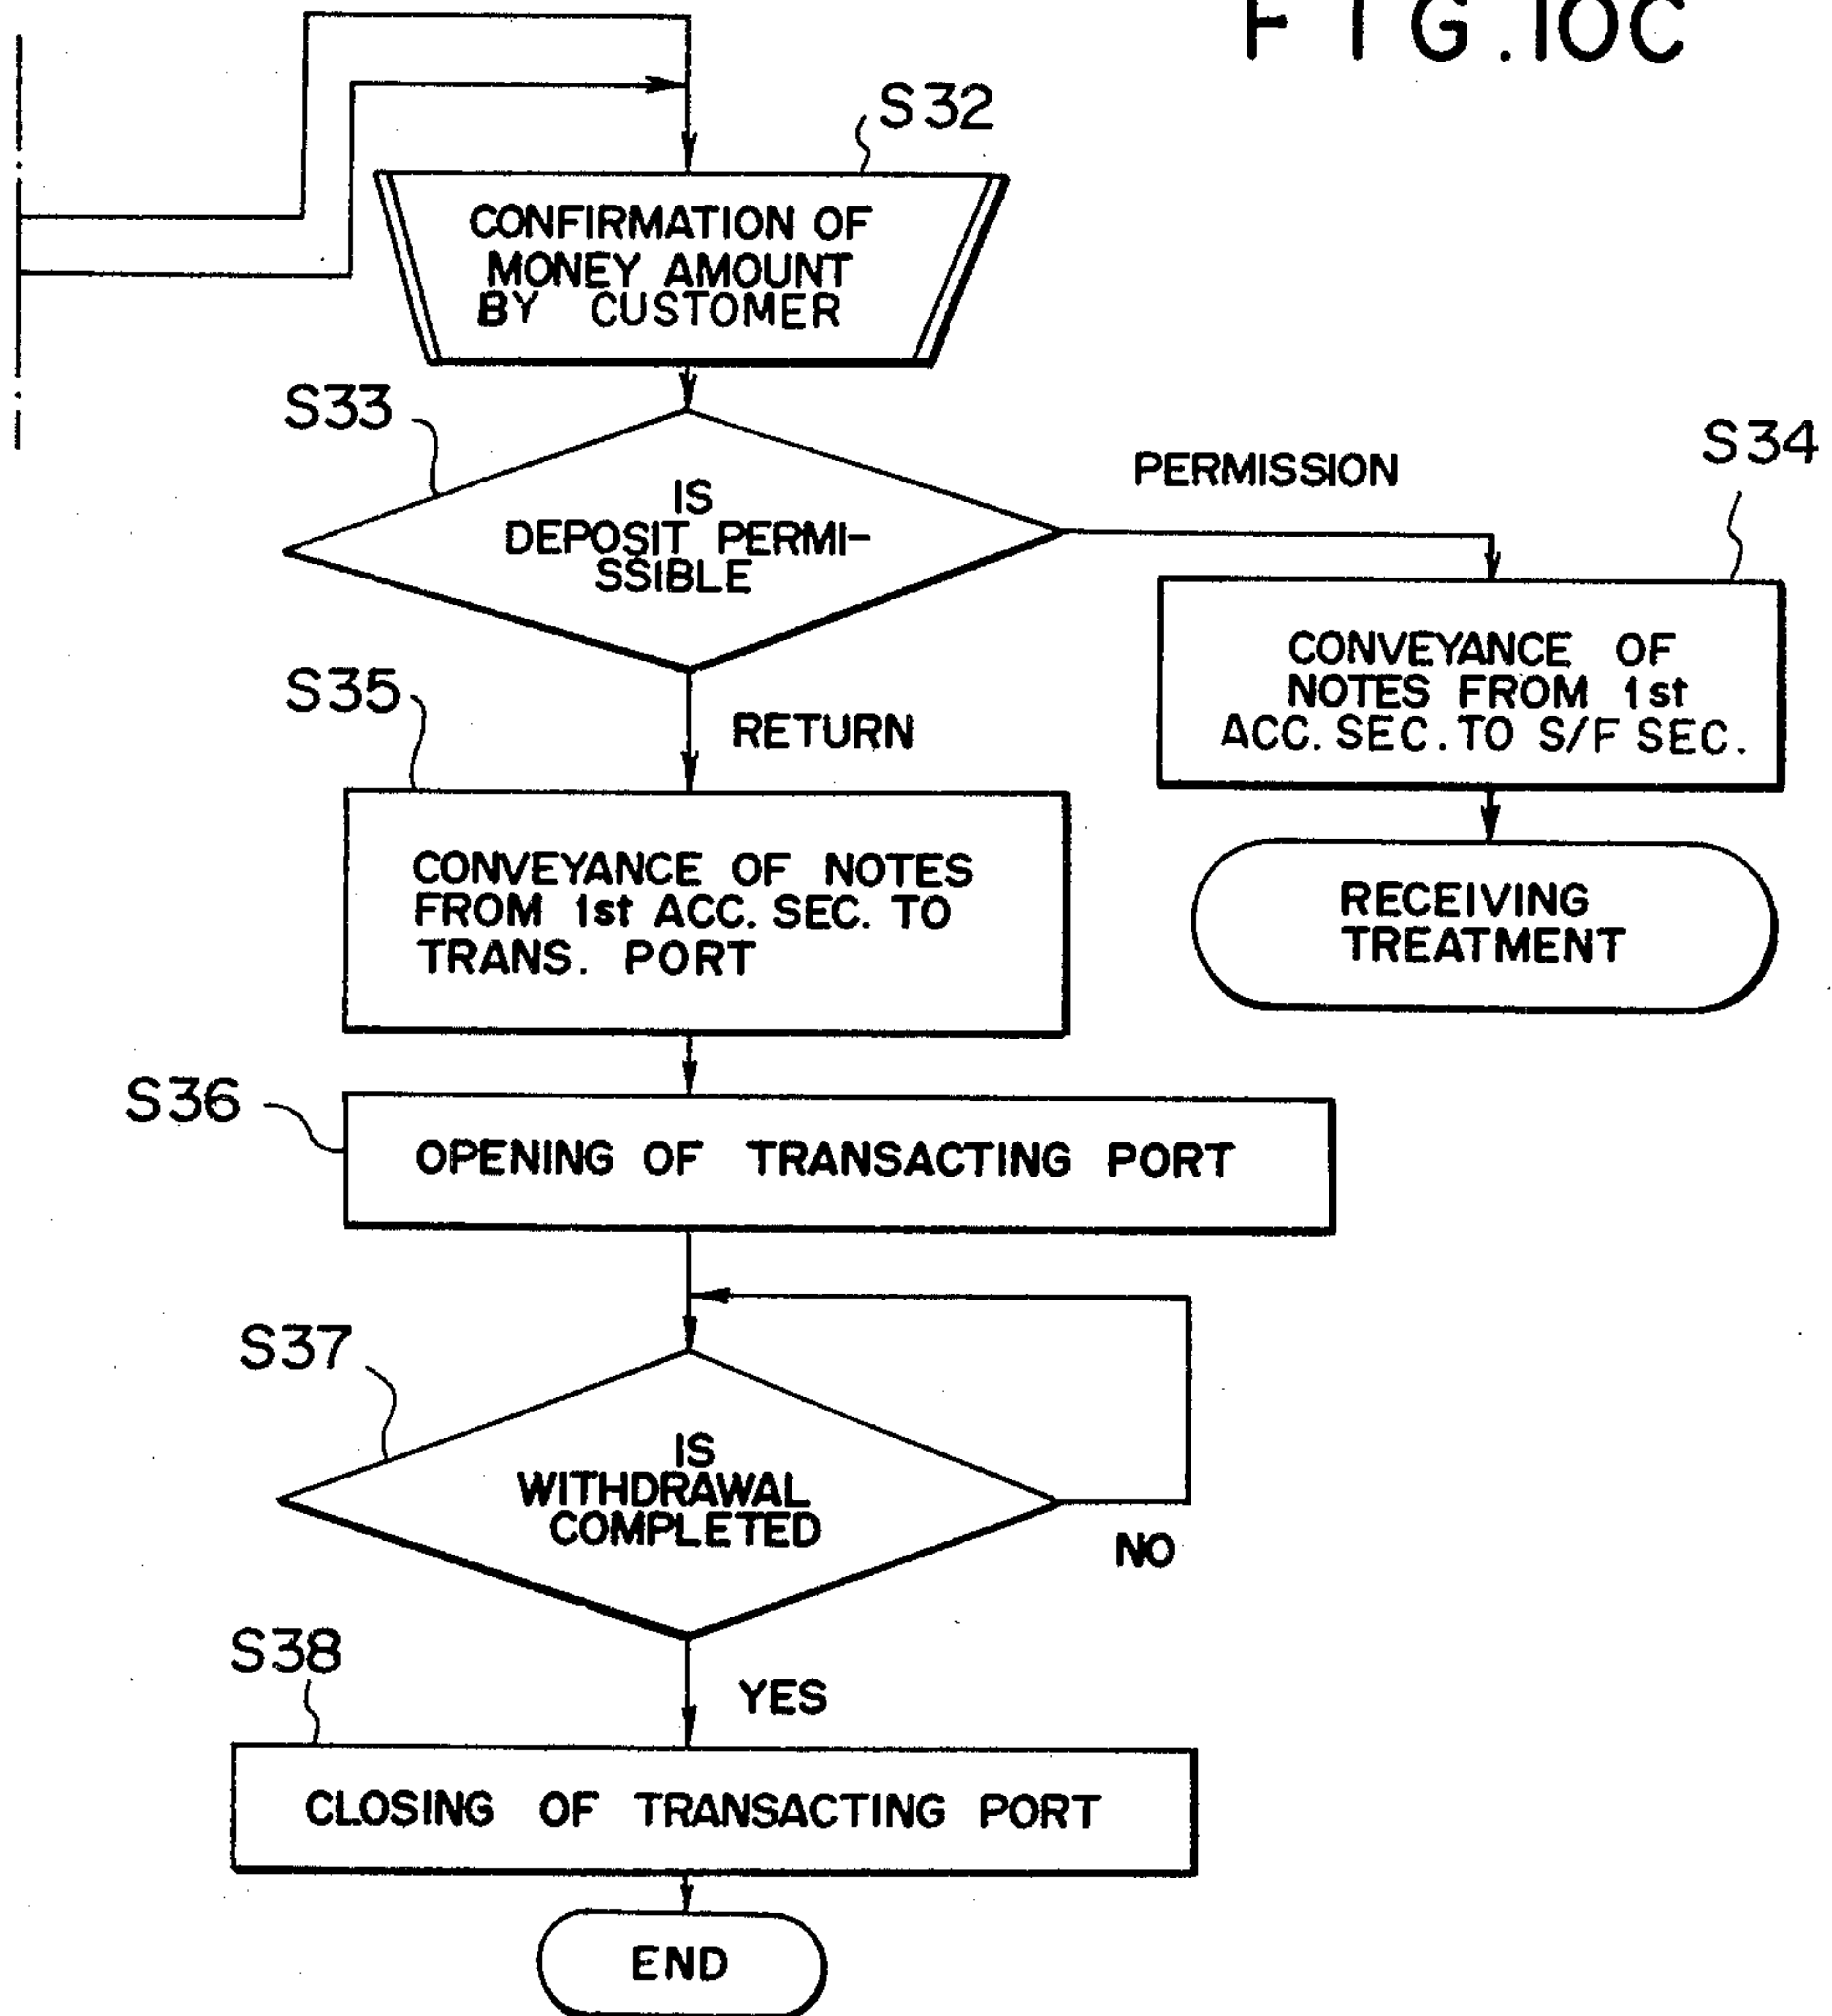 FIG.10C
S32
CONFIRMATION OF
MONEY AMOUNT
BY CUSTOMER
S33
IS
DEPOSIT PERMI-
SSIBLE
PERMISSION
S34
CONVEYANCE OF
NOTES FROM 1st
ACC. SEC. TO S/F SEC.
RECEIVING
TREATMENT
S35
RETURN
CONVEYANCE OF NOTES
FROM 1st ACC. SEC. TO
TRANS. PORT
S36
OPENING OF TRANSACTING PORT
S37
IS
WITHDRAWAL
COMPLETED
NO
YES
S38
CLOSING OF TRANSACTING PORT
END